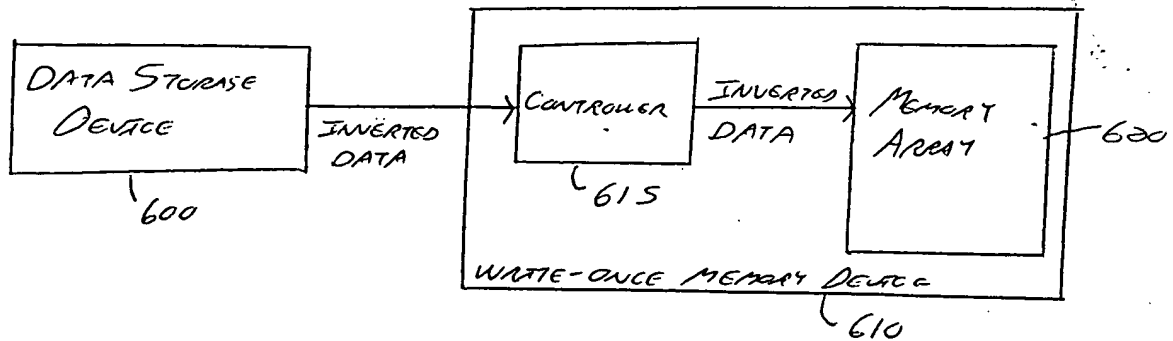 DATA STORAGE
DEVICE
INVERTED
DATA
600
CONTROLLER
615
INVERTED
DATA
MEMORY
ARRAY
620
WRITE-ONCE MEMORY DEVICE
610